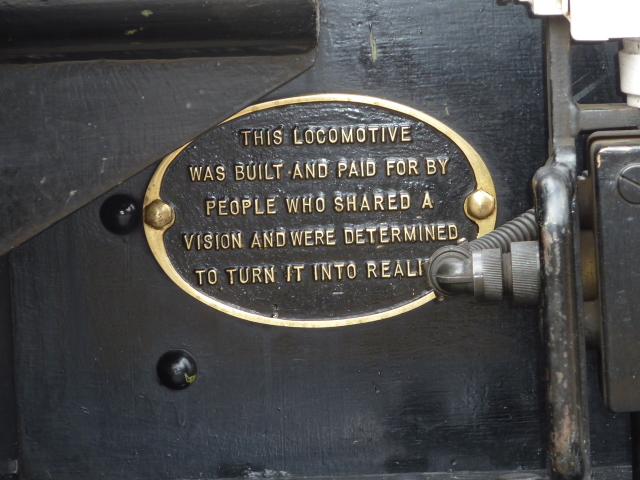 THIS LOCOMOTIVE
WAS BUILT AND PAID FOR BY
PEOPLE WHO SHARED A
VISION AND WERE DETERMINED
TO TURN IT INTO REALI